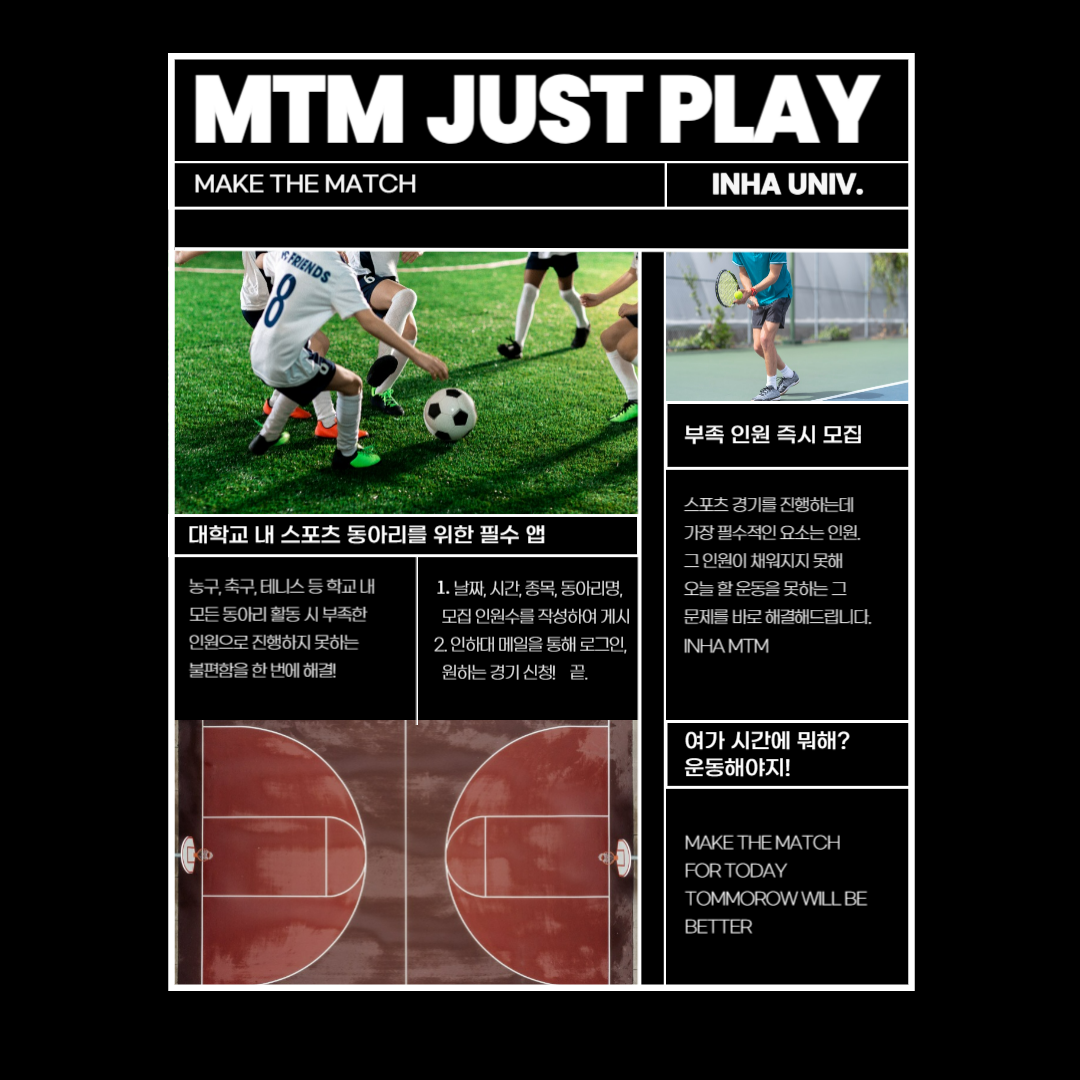 MTM JUST PLAY
MAKE THE MATCH
INHA UNIV.
FRIENDS
8
6
대학교 내 스포츠 동아리를 위한 필수 앱
농구, 축구, 테니스 등 학교 내
모든 동아리 활동 시 부족한
인원으로 진행하지 못하는
불편함을 한 번에 해결!
1. 날짜, 시간, 종목, 동아리명,
모집 인원수를 작성하여 게시
2. 인하대 메일을 통해 로그인,
원하는 경기 신청! 끝.
부족 인원 즉시 모집
스포츠 경기를 진행하는데
가장 필수적인 요소는 인원.
그 인원이 채워지지 못해
오늘 할 운동을 못하는 그
문제를 바로 해결해드립니다.
INHA MTM
여가 시간에 뭐해?
운동해야지!
MAKE THE MATCH
FOR TODAY
TOMMOROW WILL BE
BETTER